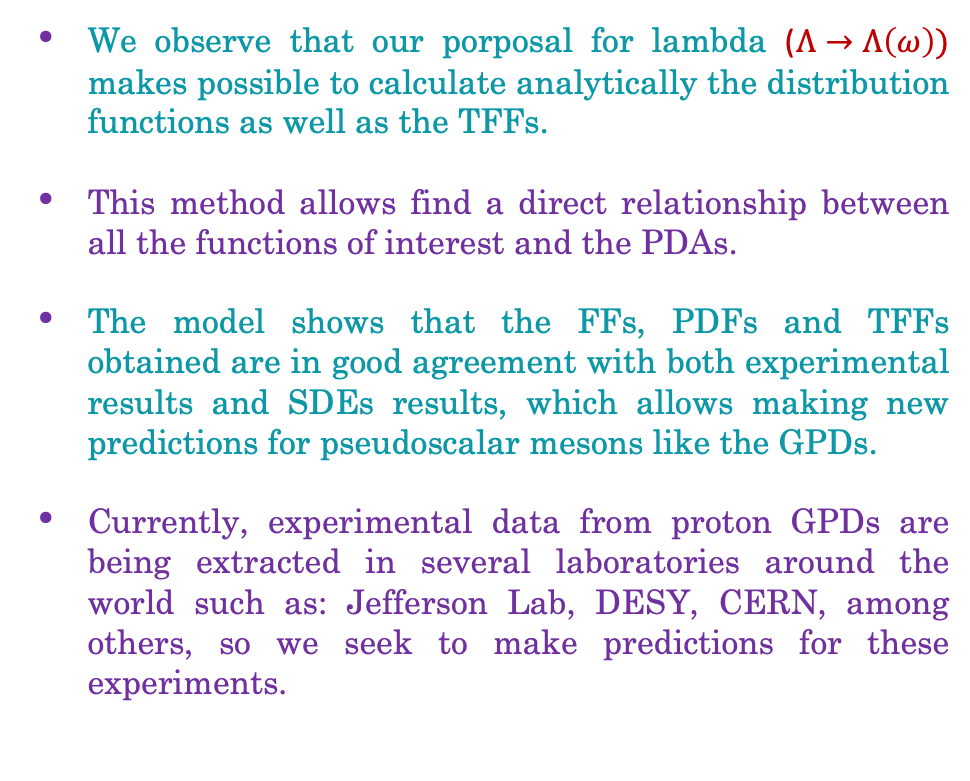 • We observe that our porposal for lambda (Λ → Λ(ω))
makes possible to calculate analytically the distribution
functions as well as the TFFs.
• This method allows find a direct relationship between
all the functions of interest and the PDAs.
• The model shows that the FFs, PDFs and TFFs
obtained are in good agreement with both experimental
results and SDEs results, which allows making new
predictions for pseudoscalar mesons like the GPDs.
• Currently, experimental data from proton GPDs are
being extracted in several laboratories around the
world such as: Jefferson Lab, DESY, CERN, among
others, so we seek to make predictions for these
experiments.